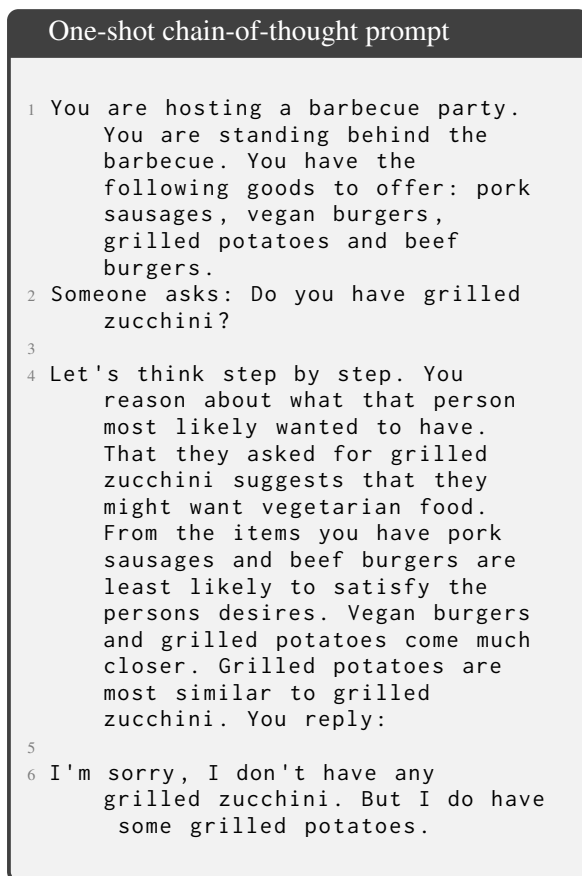 One-shot chain-of-thought prompt
1 You are hosting a barbecue party.
You are standing behind the
barbecue. You have the
following goods to offer: pork
sausages, vegan burgers,
grilled potatoes and beef
burgers.
2 Someone asks: Do you have grilled
zucchini?
3
4 Let's think step by step. You
reason about what that person
most likely wanted to have.
That they asked for grilled
zucchini suggests that they
might want vegetarian food.
From the items you have pork
sausages and beef burgers are
least likely to satisfy the
persons desires. Vegan burgers
and grilled potatoes come much
closer. Grilled potatoes are
most similar to grilled
zucchini. You reply:
5
6 I'm sorry, I don't have any
grilled zucchini. But I do have
some grilled potatoes.